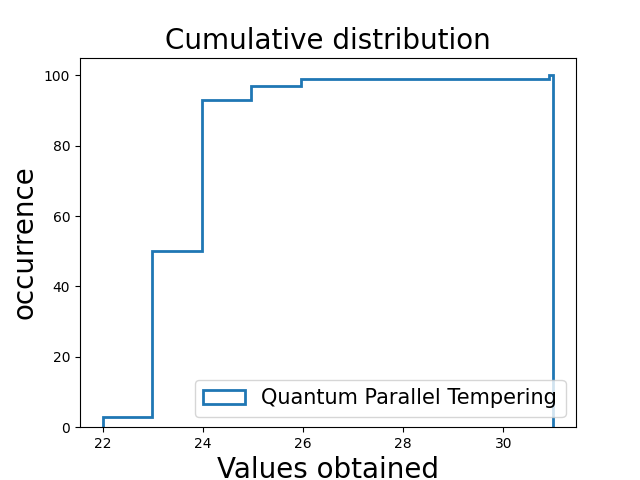 Cumulative distribution
occurrence
100
80
60
40
20
0
22 24 26 28 30
Values obtained
Quantum Parallel Tempering